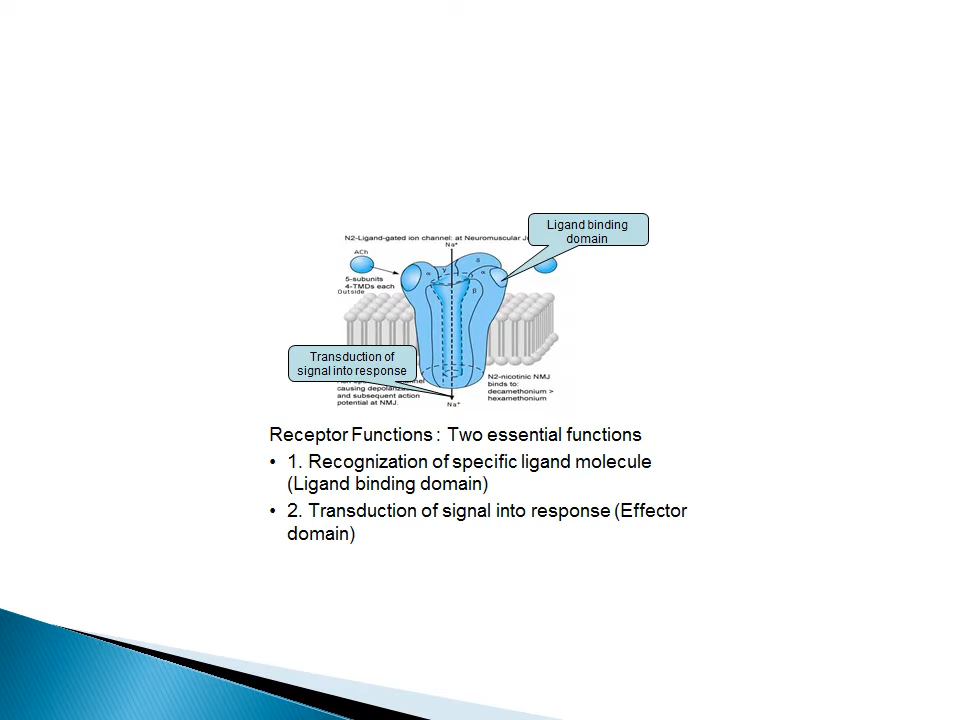 Ligand binding
domain
N2-Ligand-gated ion channel: at Neuromuscular
Na⁺
ACh
δ
γ
α
α
5-subunits
4-TMDs each
Outside
β
Transduction of
signal into response
causing
and subsequent action
potential at NMJ.
N2-nicotinic NMJ
binds to:
decamethonium >
hexamethonium
Na⁺
Receptor Functions : Two essential functions
• 1. Recognization of specific ligand molecule
(Ligand binding domain)
• 2. Transduction of signal into response (Effector
domain)